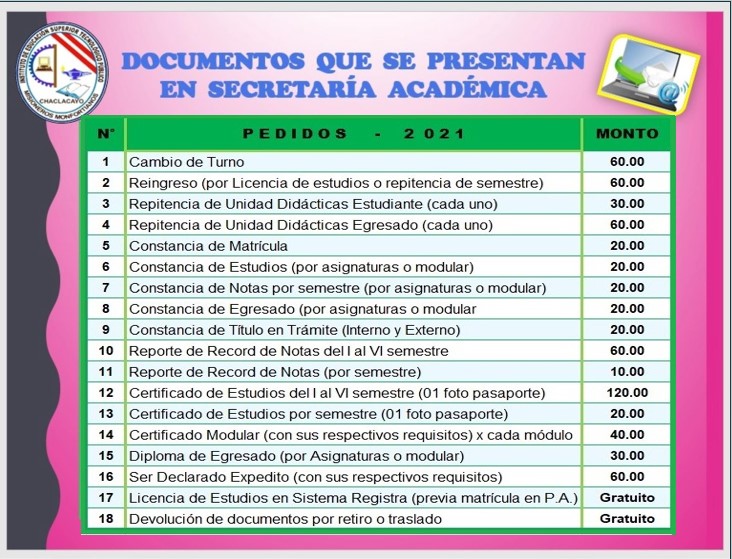 INSTITUTO DE EDUCACIÓN SUPERIOR TECNOLÓGICO PÚBLICO
CHACLACAYO
MISIONEROS MONFORTIANOS
DOCUMENTOS QUE SE PRESENTAN
EN SECRETARÍA ACADÉMICA
N° PEDIDOS - 2021 MONTO
1 Cambio de Turno 60.00
2 Reingreso (por Licencia de estudios o repitencia de semestre) 60.00
3 Repitencia de Unidad Didácticas Estudiante (cada uno) 30.00
4 Repitencia de Unidad Didácticas Egresado (cada uno) 60.00
5 Constancia de Matrícula 20.00
6 Constancia de Estudios (por asignaturas o modular) 20.00
7 Constancia de Notas por semestre (por asignaturas o modular) 20.00
8 Constancia de Egresado (por asignaturas o modular 20.00
9 Constancia de Título en Trámite (Interno y Externo) 20.00
10 Reporte de Record de Notas del I al VI semestre 60.00
11 Reporte de Record de Notas (por semestre) 10.00
12 Certificado de Estudios del I al VI semestre (01 foto pasaporte) 120.00
13 Certificado de Estudios por semestre (01 foto pasaporte) 20.00
14 Certificado Modular (con sus respectivos requisitos) x cada módulo 40.00
15 Diploma de Egresado (por Asignaturas o modular) 30.00
16 Ser Declarado Expedito (con sus respectivos requisitos) 60.00
17 Licencia de Estudios en Sistema Registra (previa matrícula en P.A.) Gratuito
18 Devolución de documentos por retiro o traslado Gratuito